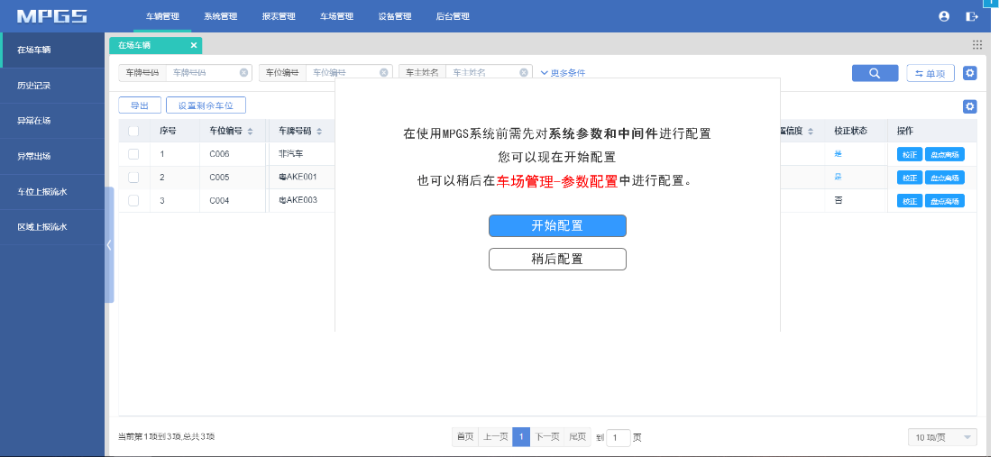 MPGS 车辆管理 系统管理 报表管理 车场管理 设备管理 后台管理
在场车辆
历史记录
异常在场
异常出场
车位上报流水
区域上报流水
在场车辆 ×
车牌号码 车牌号码 车位编号 车位编号 车主姓名 车主姓名 更多条件 单项
导出 设置剩余车位
序号 车位编号 车牌号码 置信度 校正状态 操作
1 C006 非汽车 是 校正 盘点离场
2 C005 粤AKE001 是 校正 盘点离场
3 C004 粤AKE003 否 校正 盘点离场
在使用MPGS系统前需先对系统参数和中间件进行配置
您可以现在开始配置
也可以稍后在车场管理-参数配置中进行配置。
开始配置
稍后配置
当前第1项到3项,总共3项 首页 上一页 1 下一页 尾页 到 1 页 10 项/页